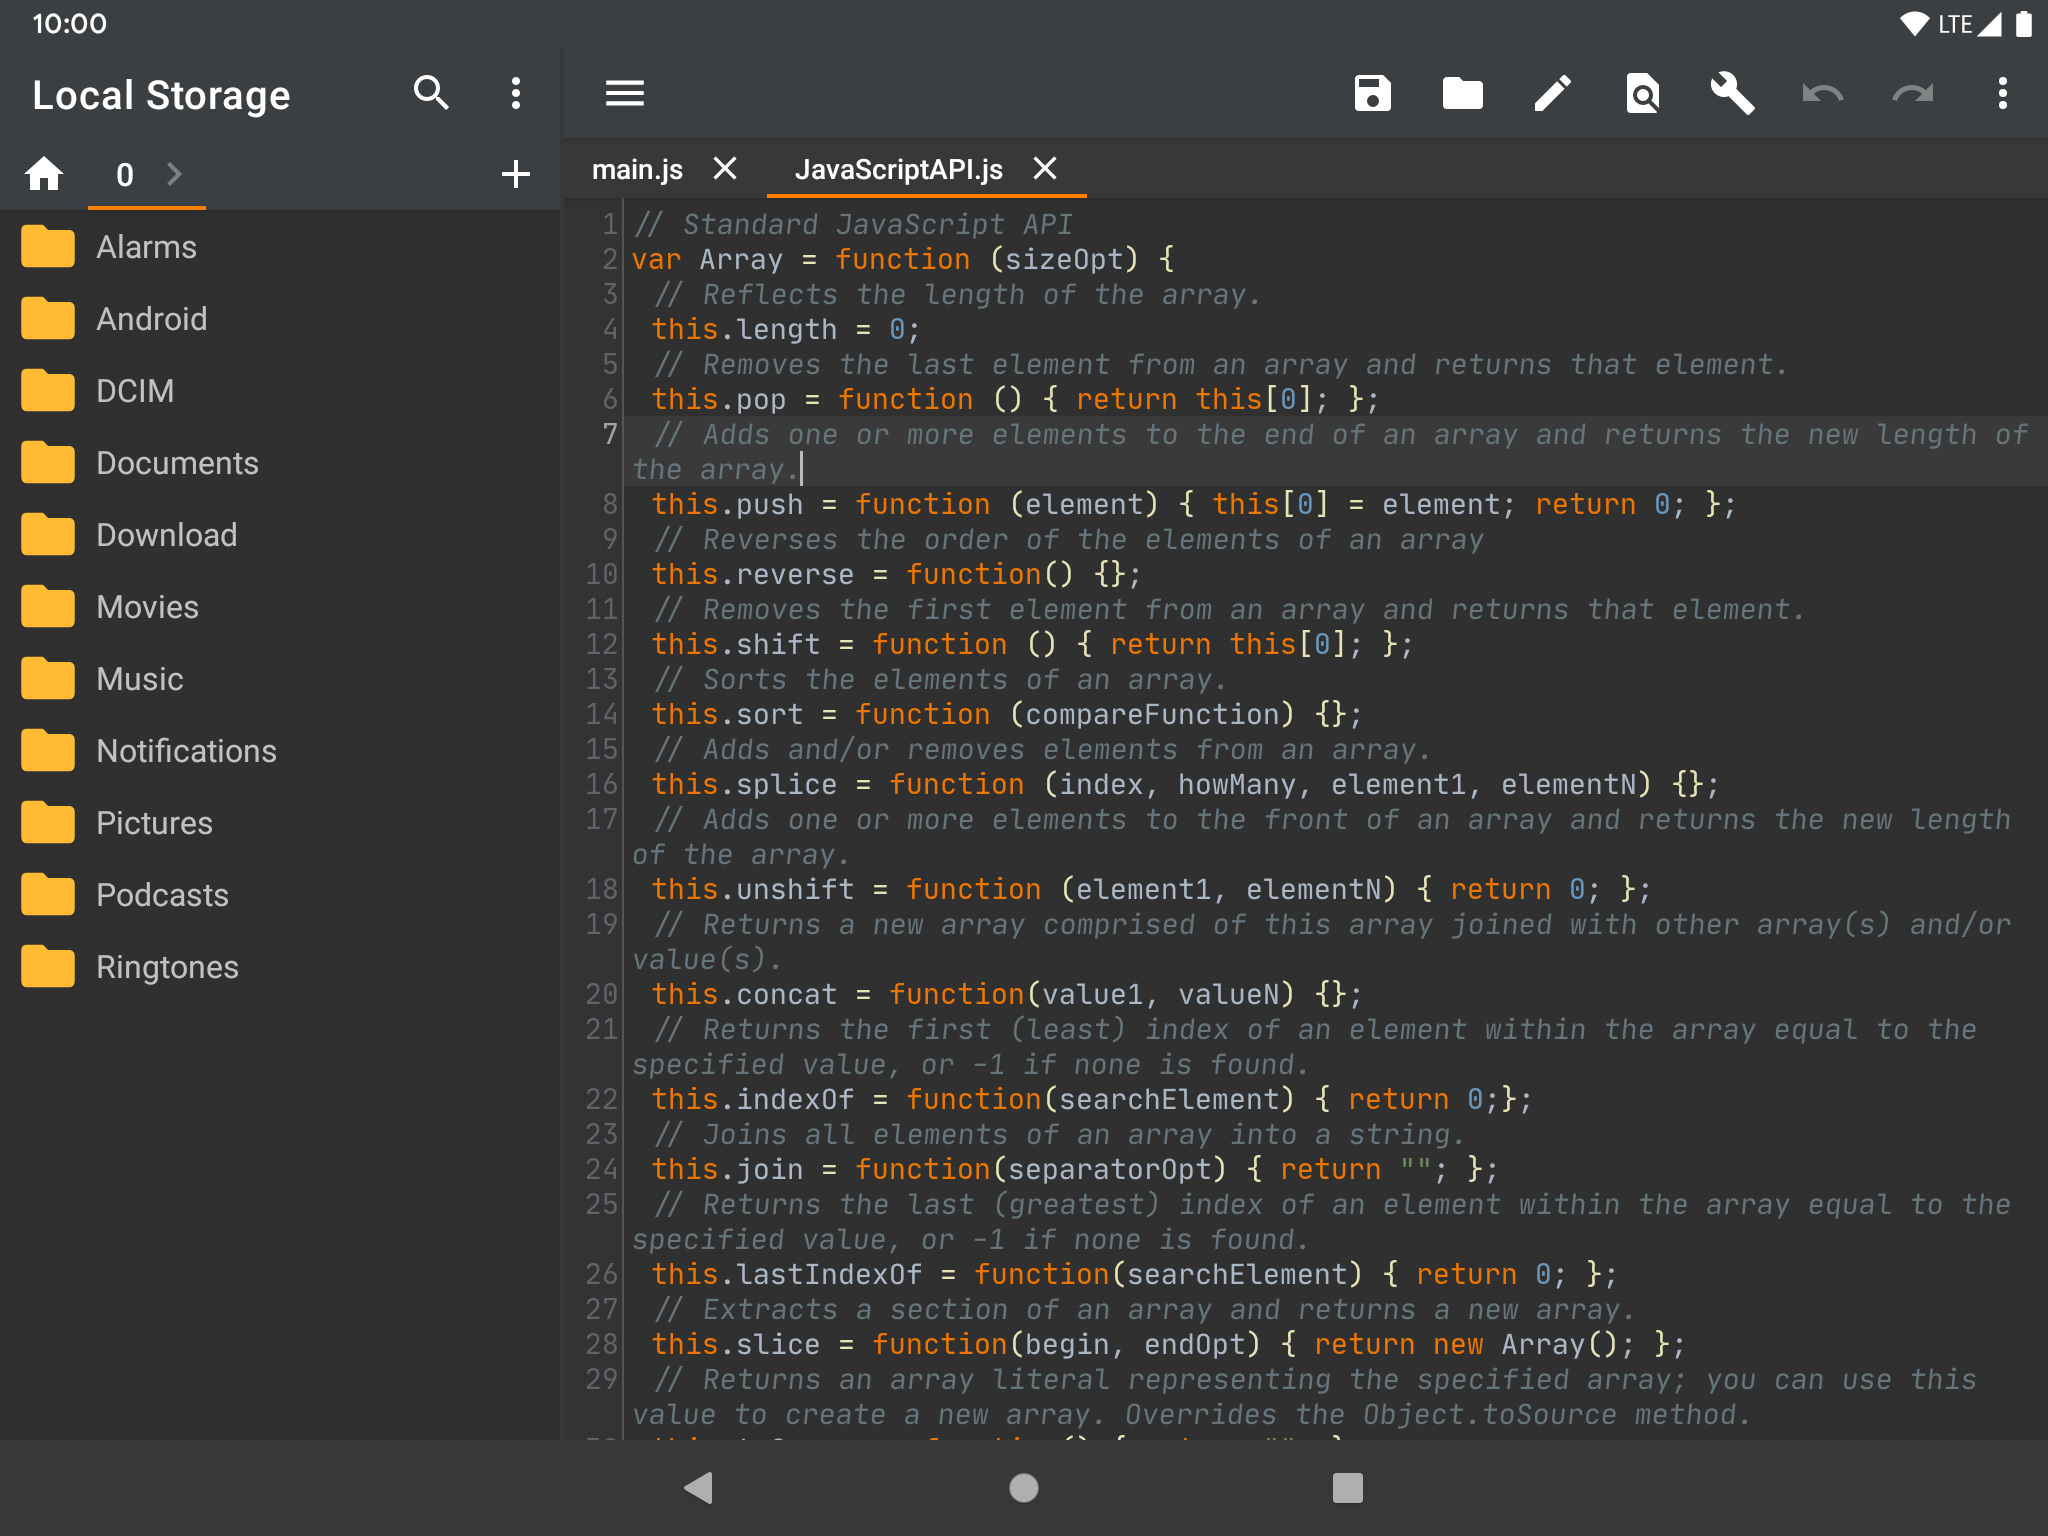 10:00
LTE
Local Storage
0
main.js
JavaScriptAPI.js
Alarms
Android
DCIM
Documents
Download
Movies
Music
Notifications
Pictures
Podcasts
Ringtones
1 // Standard JavaScript API
2 var Array = function (sizeOpt) {
3 // Reflects the length of the array.
4 this.length = 0;
5 // Removes the last element from an array and returns that element.
6 this.pop = function () { return this[0]; };
7 // Adds one or more elements to the end of an array and returns the new length of
the array.
8 this.push = function (element) { this[0] = element; return 0; };
9 // Reverses the order of the elements of an array
10 this.reverse = function() {};
11 // Removes the first element from an array and returns that element.
12 this.shift = function () { return this[0]; };
13 // Sorts the elements of an array.
14 this.sort = function (compareFunction) {};
15 // Adds and/or removes elements from an array.
16 this.splice = function (index, howMany, element1, elementN) {};
17 // Adds one or more elements to the front of an array and returns the new length
of the array.
18 this.unshift = function (element1, elementN) { return 0; };
19 // Returns a new array comprised of this array joined with other array(s) and/or
value(s).
20 this.concat = function(value1, valueN) {};
21 // Returns the first (least) index of an element within the array equal to the
specified value, or -1 if none is found.
22 this.indexOf = function(searchElement) { return 0;};
23 // Joins all elements of an array into a string.
24 this.join = function(separatorOpt) { return ""; };
25 // Returns the last (greatest) index of an element within the array equal to the
specified value, or -1 if none is found.
26 this.lastIndexOf = function(searchElement) { return 0; };
27 // Extracts a section of an array and returns a new array.
28 this.slice = function(begin, endOpt) { return new Array(); };
29 // Returns an array literal representing the specified array; you can use this
value to create a new array. Overrides the Object.toSource method.